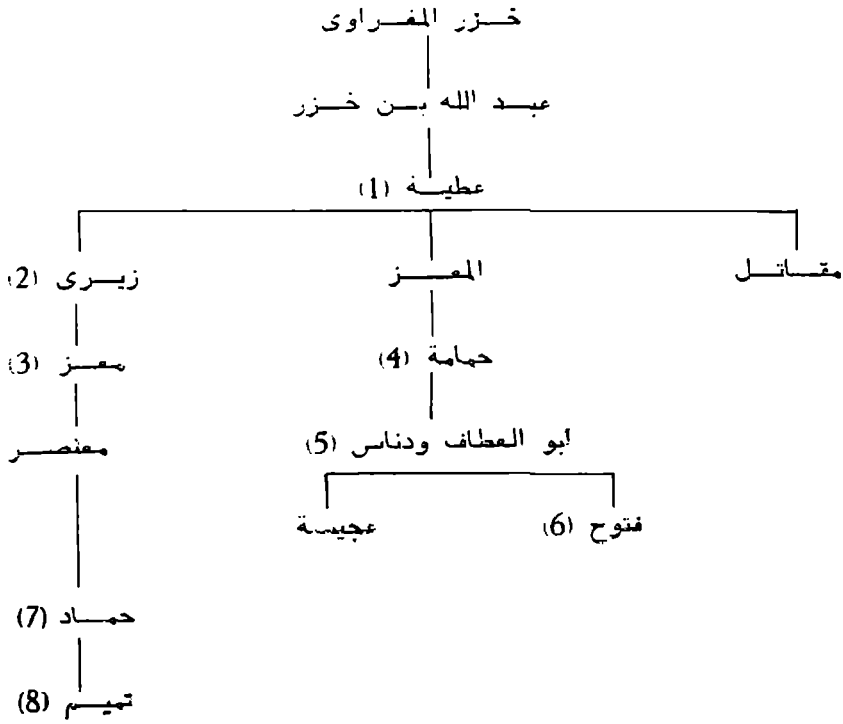 خزر المغراوى
عبد الله بن خزر
عطية (1)
مقاتل
المعز
زيرى (2)
حمامة (4)
معز (3)
ابو العطاف ودناس (5)
معنصر
فتوح (6)
عجيسة
حماد (7)
تميم (8)